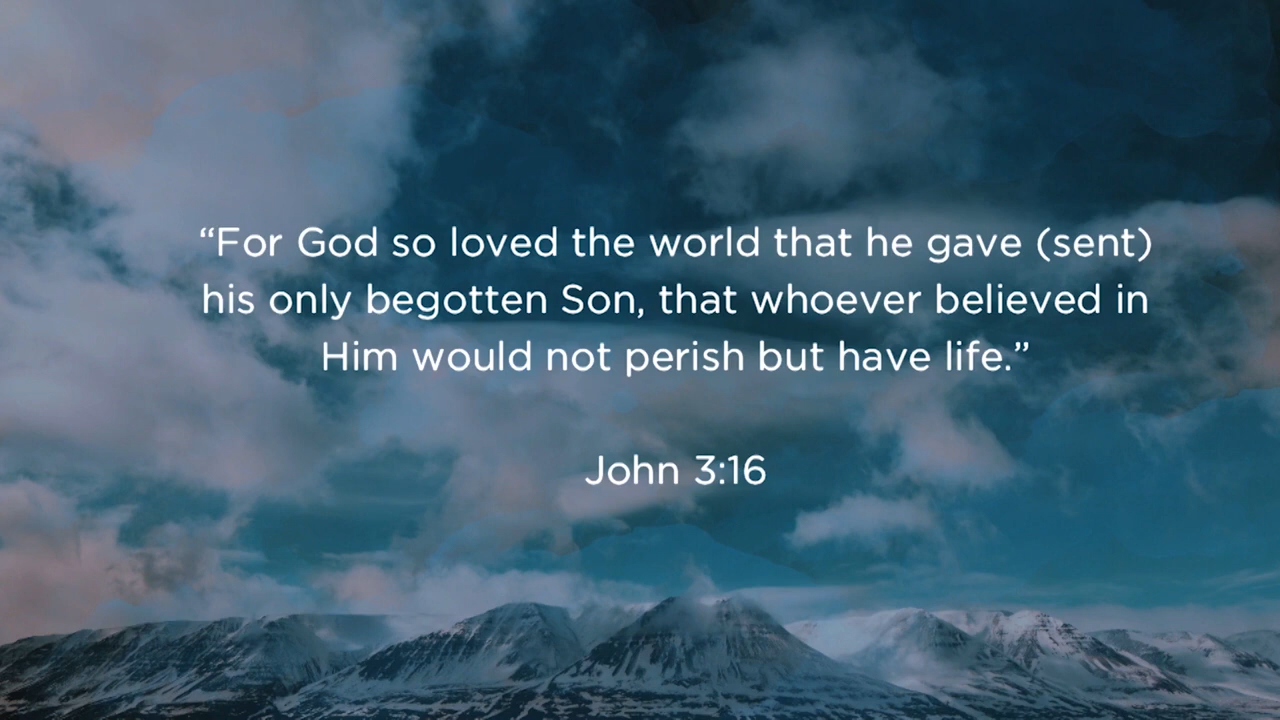 “For God so loved the world that he gave (sent)
his only begotten Son, that whoever believed in
Him would not perish but have life.”
John 3:16